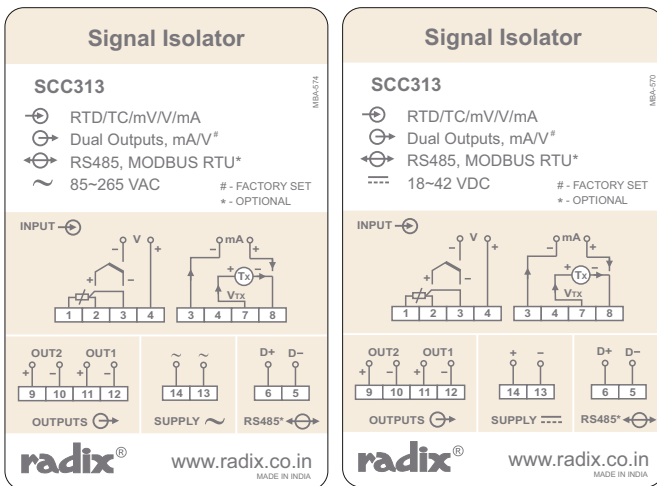 Signal Isolator
SCC313
MBA-574
RTD/TC/mV/V/mA
Dual Outputs, mA/V#
RS485, MODBUS RTU*
85~265 VAC
# - FACTORY SET
* - OPTIONAL
INPUT
− V +
+ −
1 2 3 4
− mA +
+ Tx −
VTX
3 4 7 8
OUT2 OUT1
+ − + −
9 10 11 12
OUTPUTS
~ ~
14 13
SUPPLY ~
D+ D−
6 5
RS485*
radix®
www.radix.co.in
MADE IN INDIA
Signal Isolator
SCC313
MBA-570
RTD/TC/mV/V/mA
Dual Outputs, mA/V#
RS485, MODBUS RTU*
18~42 VDC
# - FACTORY SET
* - OPTIONAL
INPUT
− V +
+ −
1 2 3 4
− mA +
+ Tx −
VTX
3 4 7 8
OUT2 OUT1
+ − + −
9 10 11 12
OUTPUTS
+ −
14 13
SUPPLY
D+ D−
6 5
RS485*
radix®
www.radix.co.in
MADE IN INDIA